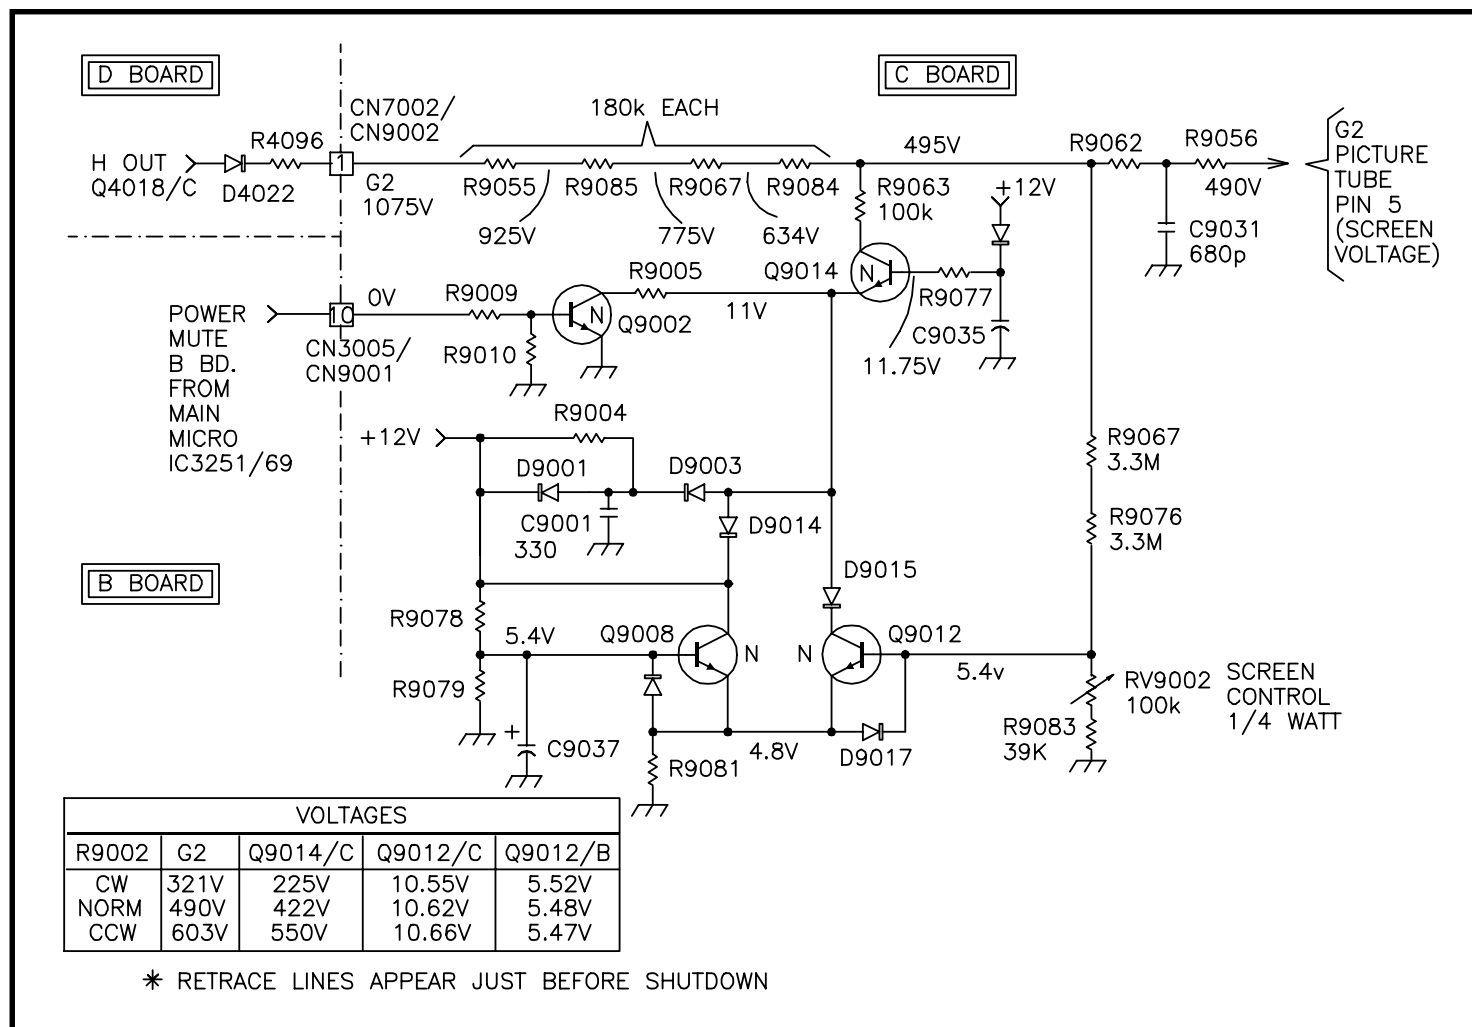 D BOARD
C BOARD
CN7002/
CN9002
180k EACH
R4096
H OUT
Q4018/C
D4022
1
G2
1075V
R9055
R9085
R9067
R9084
925V
775V
634V
495V
R9063
100k
+12V
R9062
R9056
490V
C9031
680p
G2
PICTURE
TUBE
PIN 5
(SCREEN
VOLTAGE)
POWER
MUTE
B BD.
FROM
MAIN
MICRO
IC3251/69
10
0V
CN3005/
CN9001
R9009
R9010
N
Q9002
R9005
11V
Q9014
N
R9077
C9035
11.75V
+12V
R9004
D9001
D9003
C9001
330
D9014
R9067
3.3M
R9076
3.3M
B BOARD
D9015
R9078
5.4V
Q9008
N
N
Q9012
5.4v
R9079
C9037
+
R9081
4.8V
D9017
RV9002
100k
SCREEN
CONTROL
1/4 WATT
R9083
39K
VOLTAGES
R9002 G2 Q9014/C Q9012/C Q9012/B
CW 321V 225V 10.55V 5.52V
NORM 490V 422V 10.62V 5.48V
CCW 603V 550V 10.66V 5.47V
* RETRACE LINES APPEAR JUST BEFORE SHUTDOWN